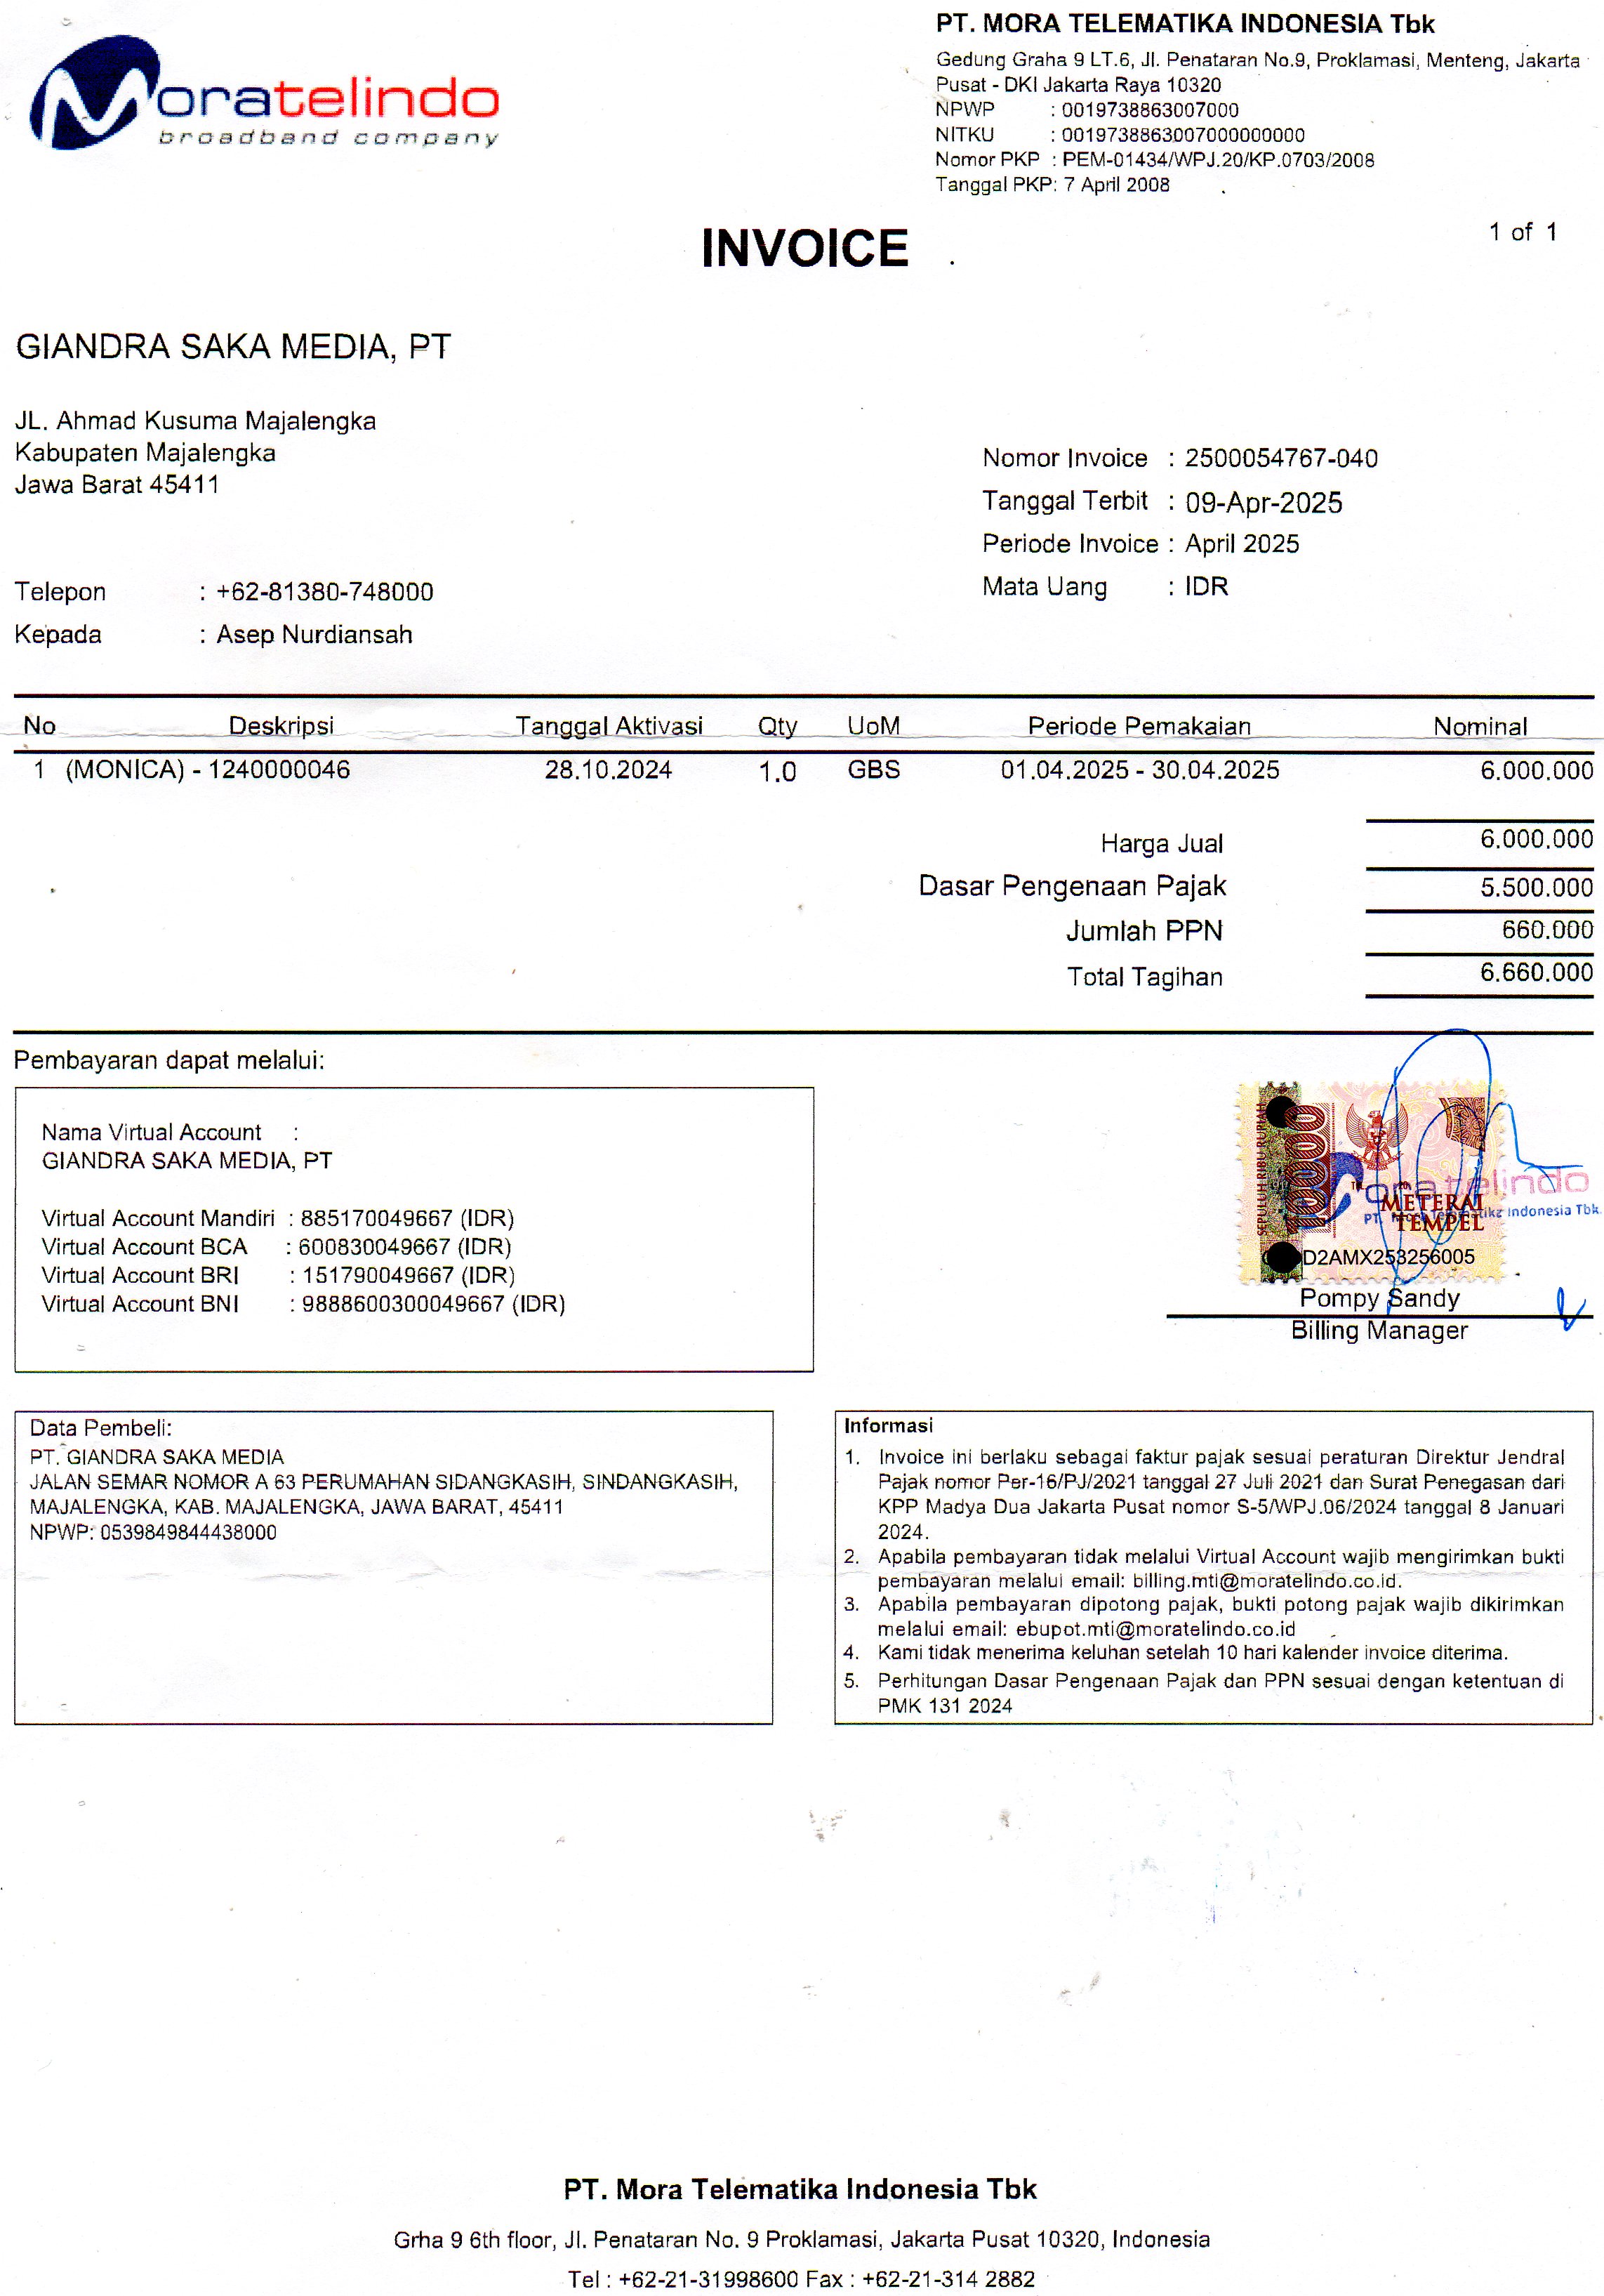 Moratelindo
broadband company
PT. MORA TELEMATIKA INDONESIA Tbk
Gedung Graha 9 LT.6, Jl. Penataran No.9, Proklamasi, Menteng, Jakarta
Pusat - DKI Jakarta Raya 10320
NPWP : 0019738863007000
NITKU : 0019738863007000000000
Nomor PKP : PEM-01434/WPJ.20/KP.0703/2008
Tanggal PKP: 7 April 2008
INVOICE
1 of 1
GIANDRA SAKA MEDIA, PT
JL. Ahmad Kusuma Majalengka
Kabupaten Majalengka
Jawa Barat 45411
Nomor Invoice : 2500054767-040
Tanggal Terbit : 09-Apr-2025
Periode Invoice : April 2025
Mata Uang : IDR
Telepon : +62-81380-748000
Kepada : Asep Nurdiansah
No Deskripsi Tanggal Aktivasi Qty UoM Periode Pemakaian Nominal
1 (MONICA) - 1240000046 28.10.2024 1.0 GBS 01.04.2025 - 30.04.2025 6.000.000
Harga Jual 6.000.000
Dasar Pengenaan Pajak 5.500.000
Jumlah PPN 660.000
Total Tagihan 6.660.000
Pembayaran dapat melalui:
Nama Virtual Account :
GIANDRA SAKA MEDIA, PT
Virtual Account Mandiri : 885170049667 (IDR)
Virtual Account BCA : 600830049667 (IDR)
Virtual Account BRI : 151790049667 (IDR)
Virtual Account BNI : 9888600300049667 (IDR)
SEPULUH RIBU RUPIAH
10000
Moratelindo
PT. Mora Telematika Indonesia Tbk.
METERAI
TEMPEL
D2AMX253256005
Pompy Sandy
Billing Manager
Data Pembeli:
PT. GIANDRA SAKA MEDIA
JALAN SEMAR NOMOR A 63 PERUMAHAN SIDANGKASIH, SINDANGKASIH,
MAJALENGKA, KAB. MAJALENGKA, JAWA BARAT, 45411
NPWP: 0539849844438000
Informasi
1. Invoice ini berlaku sebagai faktur pajak sesuai peraturan Direktur Jendral
Pajak nomor Per-16/PJ/2021 tanggal 27 Juli 2021 dan Surat Penegasan dari
KPP Madya Dua Jakarta Pusat nomor S-5/WPJ.06/2024 tanggal 8 Januari
2024.
2. Apabila pembayaran tidak melalui Virtual Account wajib mengirimkan bukti
pembayaran melalui email: billing.mti@moratelindo.co.id.
3. Apabila pembayaran dipotong pajak, bukti potong pajak wajib dikirimkan
melalui email: ebupot.mti@moratelindo.co.id
4. Kami tidak menerima keluhan setelah 10 hari kalender invoice diterima.
5. Perhitungan Dasar Pengenaan Pajak dan PPN sesuai dengan ketentuan di
PMK 131 2024
PT. Mora Telematika Indonesia Tbk
Grha 9 6th floor, Jl. Penataran No. 9 Proklamasi, Jakarta Pusat 10320, Indonesia
Tel : +62-21-31998600 Fax : +62-21-314 2882